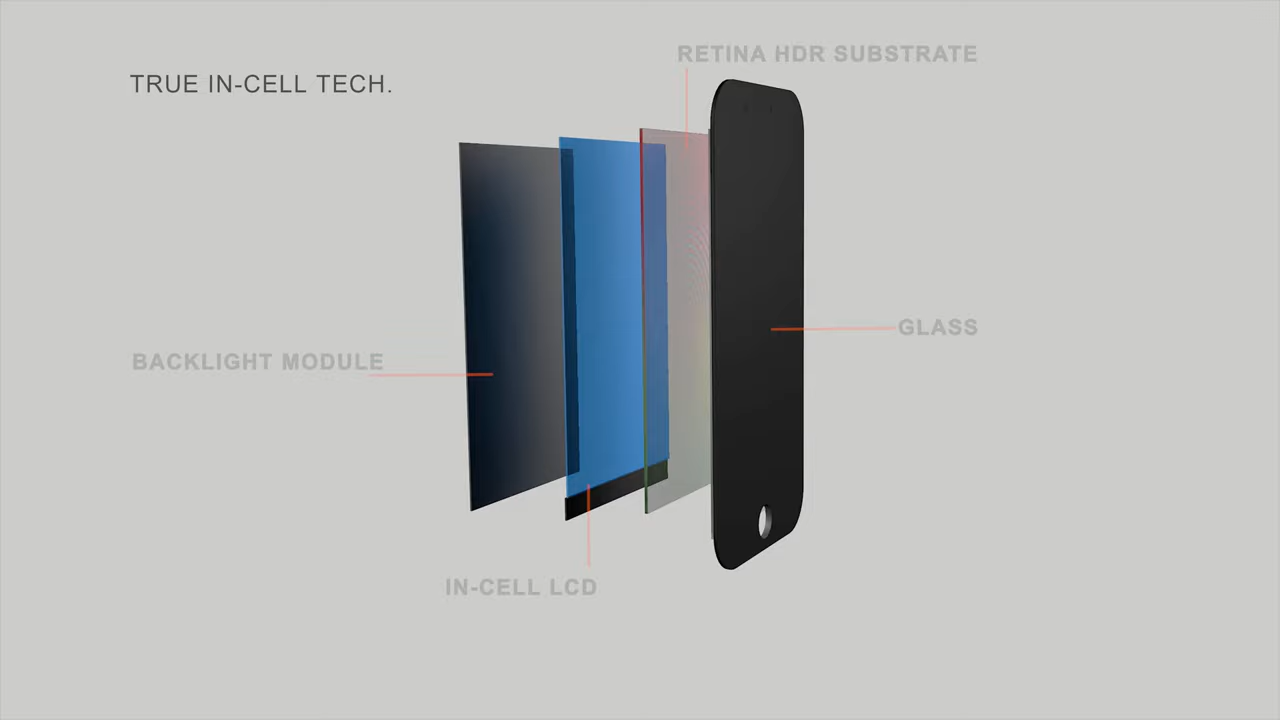 RETINA HDR SUBSTRATE
TRUE IN-CELL TECH.
GLASS
BACKLIGHT MODULE
IN-CELL LCD